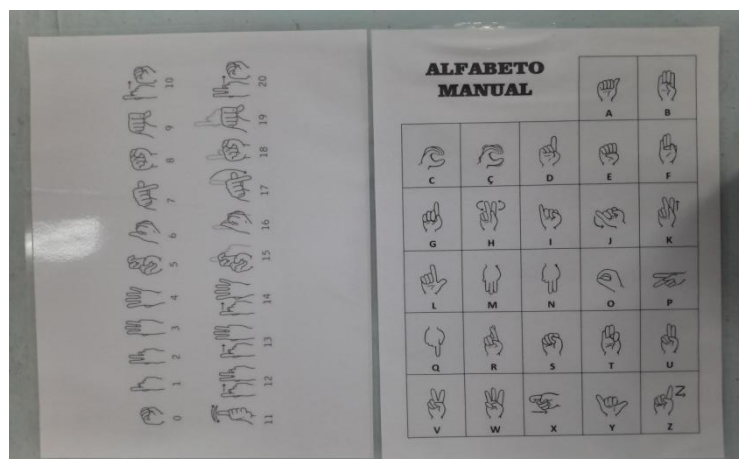 0 1 2 3 4 5 6 7 8 9 10
11 12 13 14 15 16 17 18 19 20
ALFABETO
MANUAL
A B
C Ç D E F
G H I J K
L M N O P
Q R S T U
V W X Y Z